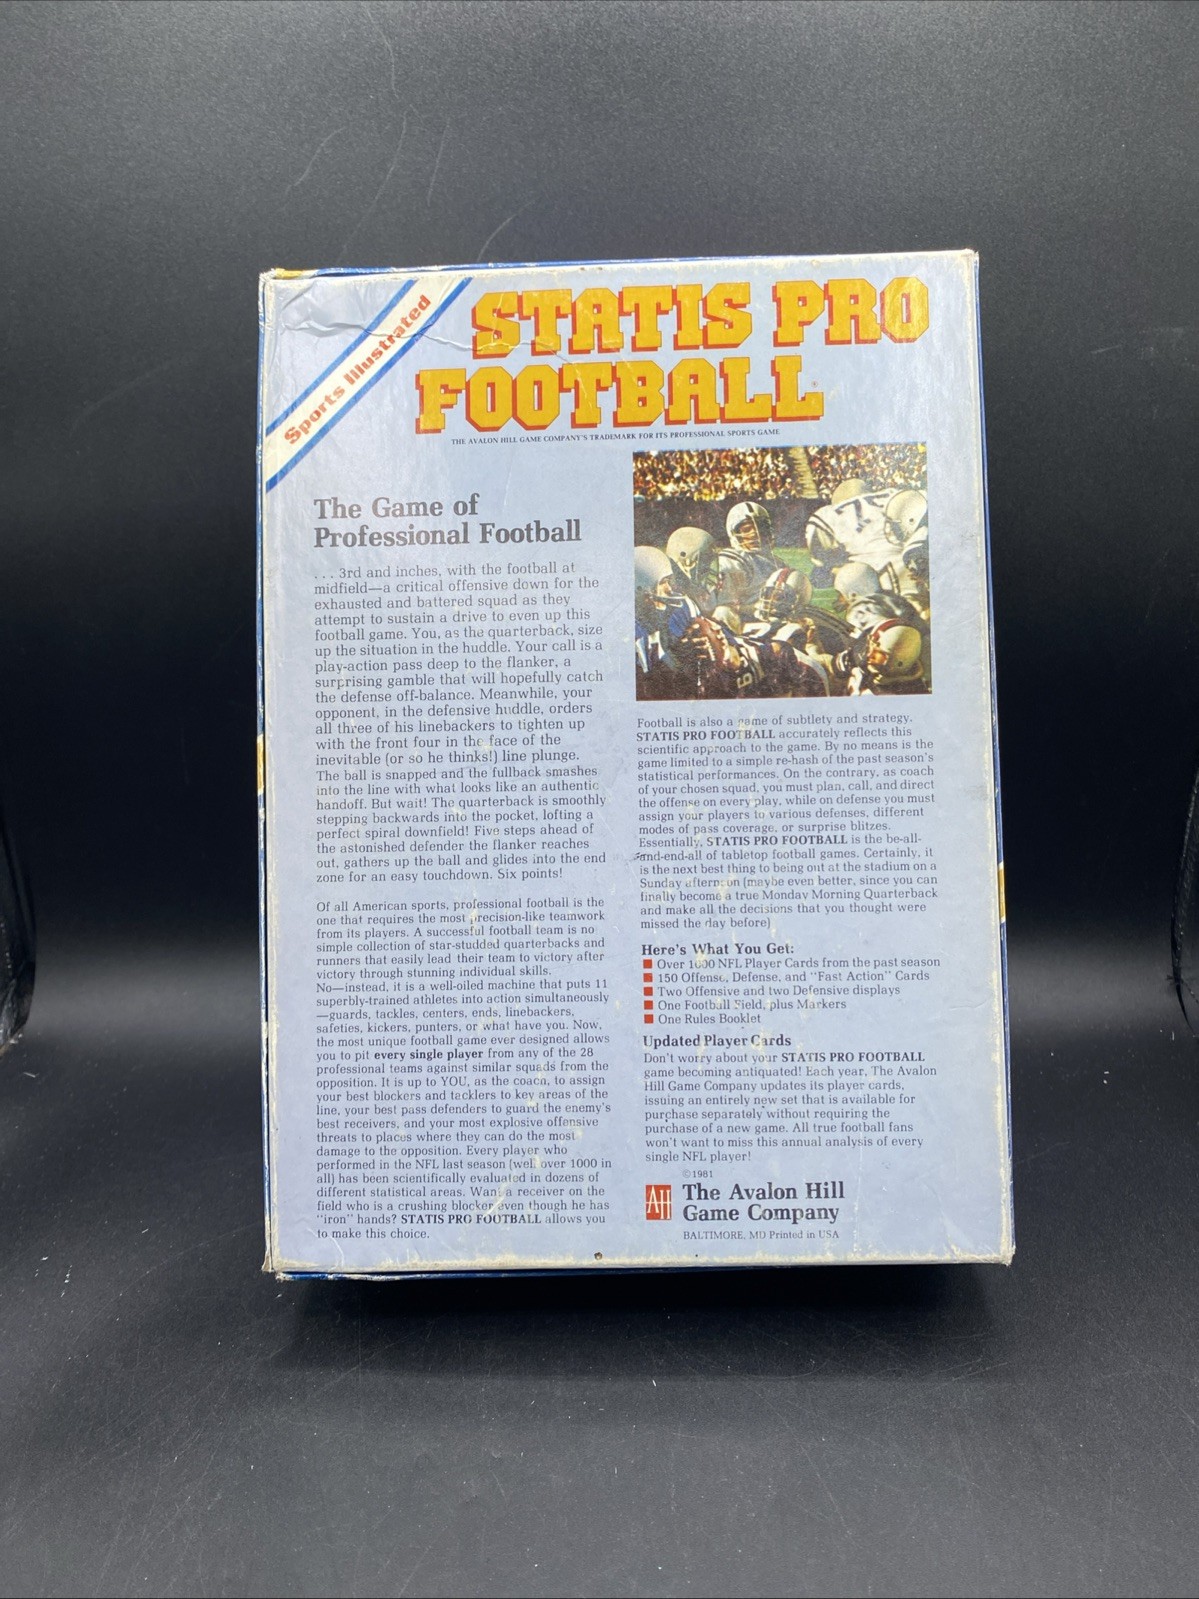 Sports Illustrated
STATIS PRO
FOOTBALL
THE AVALON HILL GAME COMPANY'S TRADEMARK FOR ITS PROFESSIONAL SPORTS GAME
The Game of
Professional Football
. . . 3rd and inches, with the football at
midfield—a critical offensive down for the
exhausted and battered squad as they
attempt to sustain a drive to even up this
football game. You, as the quarterback, size
up the situation in the huddle. Your call is a
play-action pass deep to the flanker, a
surprising gamble that will hopefully catch
the defense off-balance. Meanwhile, your
opponent, in the defensive huddle, orders
all three of his linebackers to tighten up
with the front four in the face of the
inevitable (or so he thinks!) line plunge.
The ball is snapped and the fullback smashes
into the line with what looks like an authentic
handoff. But wait! The quarterback is smoothly
stepping backwards into the pocket, lofting a
perfect spiral downfield! Five steps ahead of
the astonished defender the flanker reaches
out, gathers up the ball and glides into the end
zone for an easy touchdown. Six points!
Of all American sports, professional football is the
one that requires the most precision-like teamwork
from its players. A successful football team is no
simple collection of star-studded quarterbacks and
runners that easily lead their team to victory after
victory through stunning individual skills.
No—instead, it is a well-oiled machine that puts 11
superbly-trained athletes into action simultaneously
—guards, tackles, centers, ends, linebackers,
safeties, kickers, punters, or what have you. Now,
the most unique football game ever designed allows
you to pit every single player from any of the 28
professional teams against similar squads from the
opposition. It is up to YOU, as the coach, to assign
your best blockers and tacklers to key areas of the
line, your best pass defenders to guard the enemy's
best receivers, and your most explosive offensive
threats to places where they can do the most
damage to the opposition. Every player who
performed in the NFL last season (well over 1000 in
all) has been scientifically evaluated in dozens of
different statistical areas. Want a receiver on the
field who is a crushing blocker even though he has
"iron" hands? STATIS PRO FOOTBALL allows you
to make this choice.
Football is also a game of subtlety and strategy.
STATIS PRO FOOTBALL accurately reflects this
scientific approach to the game. By no means is the
game limited to a simple re-hash of the past season's
statistical performances. On the contrary, as coach
of your chosen squad, you must plan, call, and direct
the offense on every play, while on defense you must
assign your players to various defenses, different
modes of pass coverage, or surprise blitzes.
Essentially, STATIS PRO FOOTBALL is the be-all-
and-end-all of tabletop football games. Certainly, it
is the next best thing to being out at the stadium on a
Sunday afternoon (maybe even better, since you can
finally become a true Monday Morning Quarterback
and make all the decisions that you thought were
missed the day before)
Here's What You Get:
Over 1000 NFL Player Cards from the past season
150 Offense, Defense, and "Fast Action" Cards
Two Offensive and two Defensive displays
One Football Field, plus Markers
One Rules Booklet
Updated Player Cards
Don't worry about your STATIS PRO FOOTBALL
game becoming antiquated! Each year, The Avalon
Hill Game Company updates its player cards,
issuing an entirely new set that is available for
purchase separately without requiring the
purchase of a new game. All true football fans
won't want to miss this annual analysis of every
single NFL player!
©1981
AH
The Avalon Hill
Game Company
BALTIMORE, MD Printed in USA